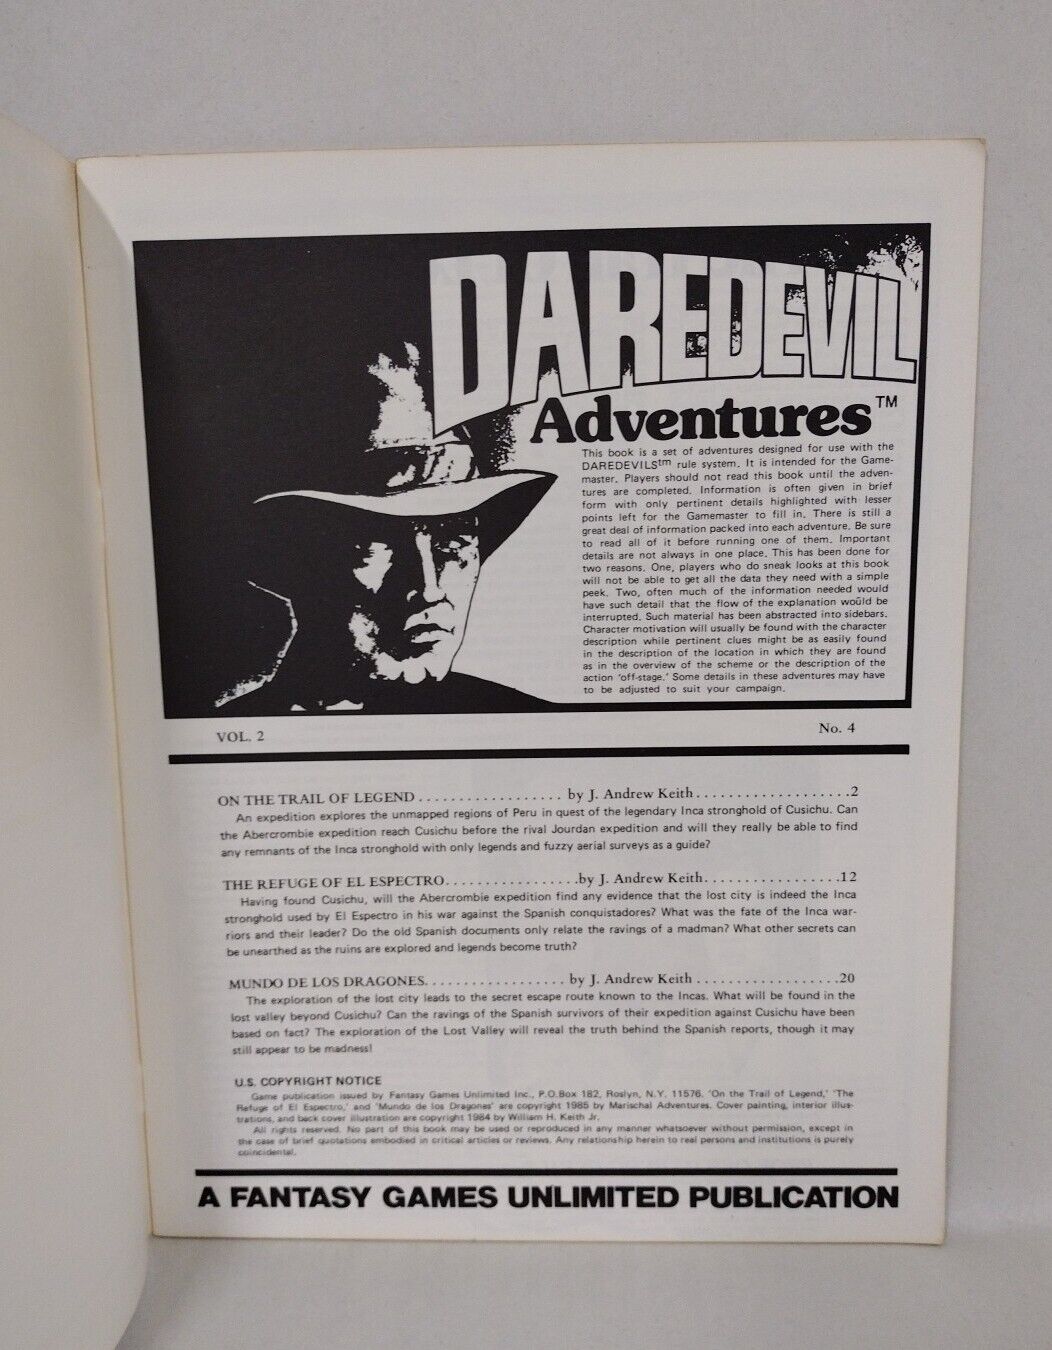 DAREDEVIL
Adventures™
This book is a set of adventures designed for use with the
DAREDEVILStm rule system. It is intended for the Game-
master. Players should not read this book until the adven-
tures are completed. Information is often given in brief
form with only pertinent details highlighted with lesser
points left for the Gamemaster to fill in. There is still a
great deal of information packed into each adventure. Be sure
to read all of it before running one of them. Important
details are not always in one place. This has been done for
two reasons. One, players who do sneak looks at this book
will not be able to get all the data they need with a simple
peek. Two, often much of the information needed would
have such detail that the flow of the explanation would be
interrupted. Such material has been abstracted into sidebars.
Character motivation will usually be found with the character
description while pertinent clues might be as easily found
in the description of the location in which they are found
as in the overview of the scheme or the description of the
action 'off-stage.' Some details in these adventures may have
to be adjusted to suit your campaign.
VOL. 2 No. 4
ON THE TRAIL OF LEGEND . . . . . . . . . . . . . . . . . by J. Andrew Keith . . . . . . . . . . . . . . . . . . .2
An expedition explores the unmapped regions of Peru in quest of the legendary Inca stronghold of Cusichu. Can
the Abercrombie expedition reach Cusichu before the rival Jourdan expedition and will they really be able to find
any remnants of the Inca stronghold with only legends and fuzzy aerial surveys as a guide?
THE REFUGE OF EL ESPECTRO. . . . . . . . . . . . . . . .by J. Andrew Keith. . . . . . . . . . . . . . . . .12
Having found Cusichu, will the Abercrombie expedition find any evidence that the lost city is indeed the Inca
stronghold used by El Espectro in his war against the Spanish conquistadores? What was the fate of the Inca war-
riors and their leader? Do the old Spanish documents only relate the ravings of a madman? What other secrets can
be unearthed as the ruins are explored and legends become truth?
MUNDO DE LOS DRAGONES. . . . . . . . . . . . . . . . . by J. Andrew Keith . . . . . . . . . . . . . . . . . .20
The exploration of the lost city leads to the secret escape route known to the Incas. What will be found in the
lost valley beyond Cusichu? Can the ravings of the Spanish survivors of their expedition against Cusichu have been
based on fact? The exploration of the Lost Valley will reveal the truth behind the Spanish reports, though it may
still appear to be madness!
U.S. COPYRIGHT NOTICE
Game publication issued by Fantasy Games Unlimited Inc., P.O.Box 182, Roslyn, N.Y. 11576. 'On the Trail of Legend,' 'The
Refuge of El Espectro,' and 'Mundo de los Dragones' are copyright 1985 by Marischal Adventures. Cover painting, interior illus-
trations, and back cover illustration are copyright 1984 by William H. Keith Jr.
All rights reserved. No part of this book may be used or reproduced in any manner whatsoever without permission, except in
the case of brief quotations embodied in critical articles or reviews. Any relationship herein to real persons and institutions is purely
coincidental.
A FANTASY GAMES UNLIMITED PUBLICATION